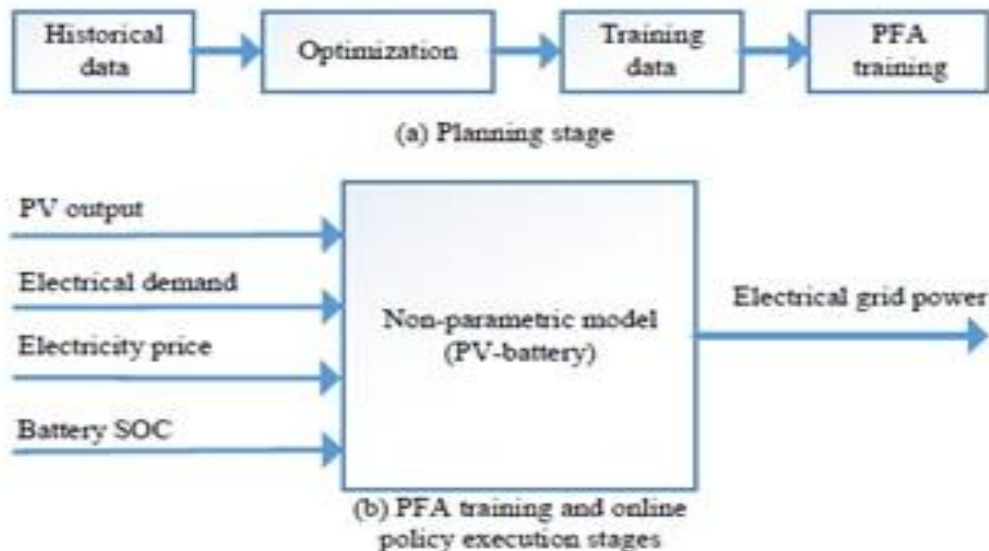 Historical
data
Optimization
Training
data
PFA
training
(a) Planning stage
PV output
Electrical demand
Electricity price
Battery SOC
Non-parametric model
(PV-battery)
Electrical grid power
(b) PFA training and online
policy execution stages